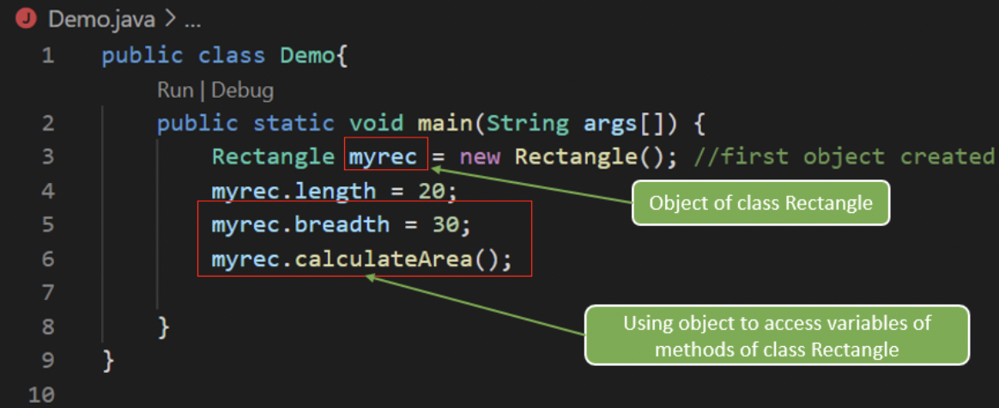 J Demo.java > ...
1 public class Demo{
Run | Debug
2 public static void main(String args[]) {
3 Rectangle myrec = new Rectangle(); //first object created
4 myrec.length = 20;
Object of class Rectangle
5 myrec.breadth = 30;
6 myrec.calculateArea();
7
8 }
Using object to access variables of
methods of class Rectangle
9 }
10